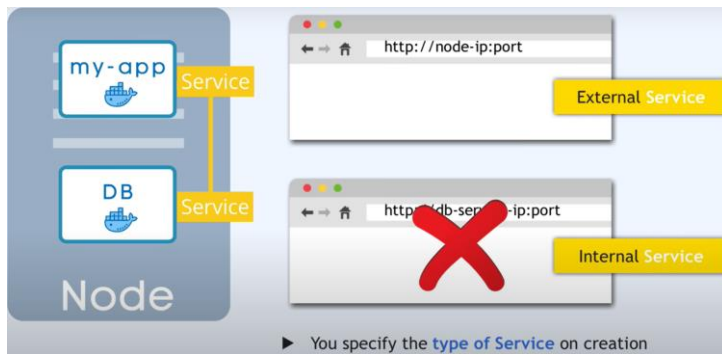 my-app
Service
DB
Service
Node
http://node-ip:port
External Service
-ip:port
Internal Service
You specify the type of Service on creation